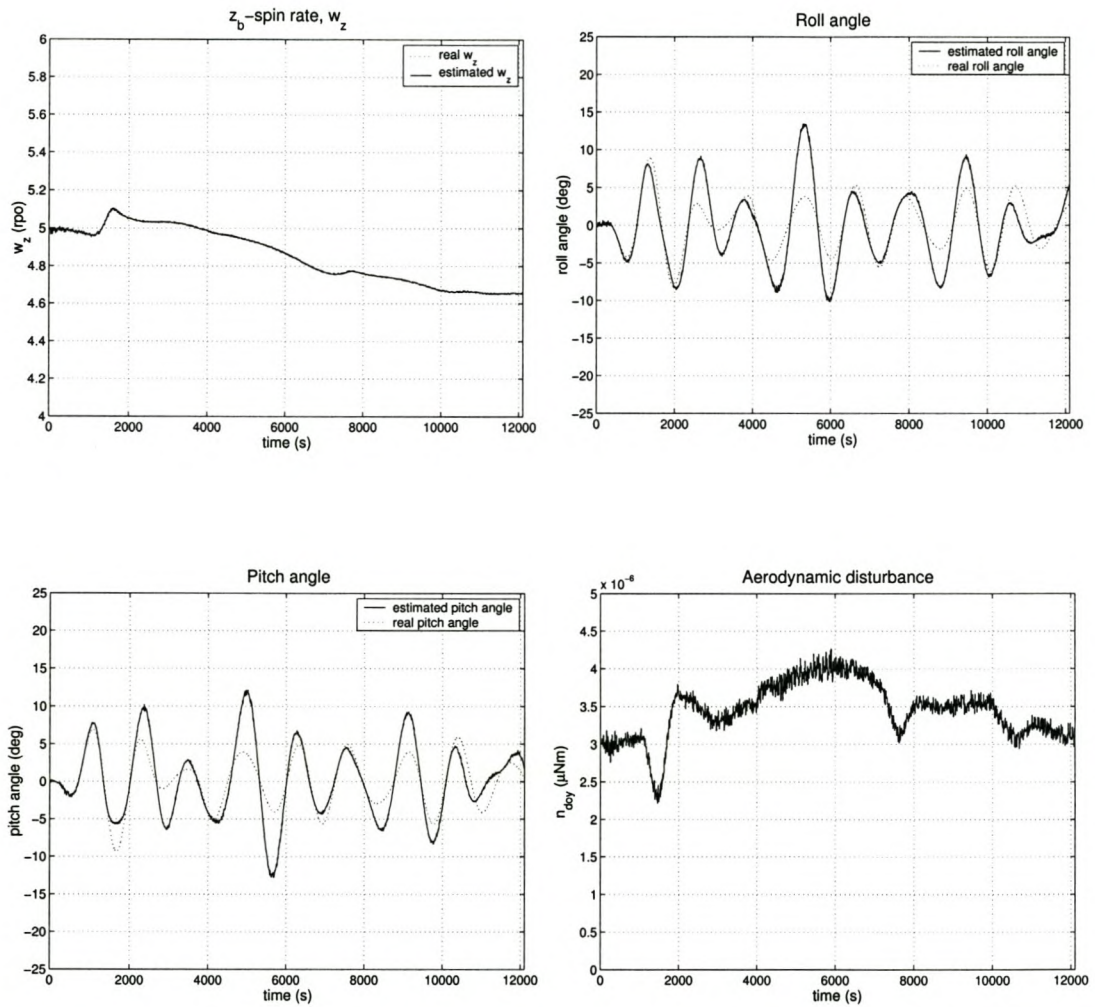 z_b−spin rate, w_z
real w_z
estimated w_z
6
5.8
5.6
5.4
5.2
5
4.8
4.6
4.4
4.2
4
w_z (rpo)
0 2000 4000 6000 8000 10000 12000
time (s)
Roll angle
estimated roll angle
real roll angle
25
20
15
10
5
0
−5
−10
−15
−20
−25
roll angle (deg)
0 2000 4000 6000 8000 10000 12000
time (s)
Pitch angle
estimated pitch angle
real pitch angle
25
20
15
10
5
0
−5
−10
−15
−20
−25
pitch angle (deg)
0 2000 4000 6000 8000 10000 12000
time (s)
Aerodynamic disturbance
x 10^−6
5
4.5
4
3.5
3
2.5
2
1.5
1
0.5
0
n_doy (μNm)
0 2000 4000 6000 8000 10000 12000
time (s)